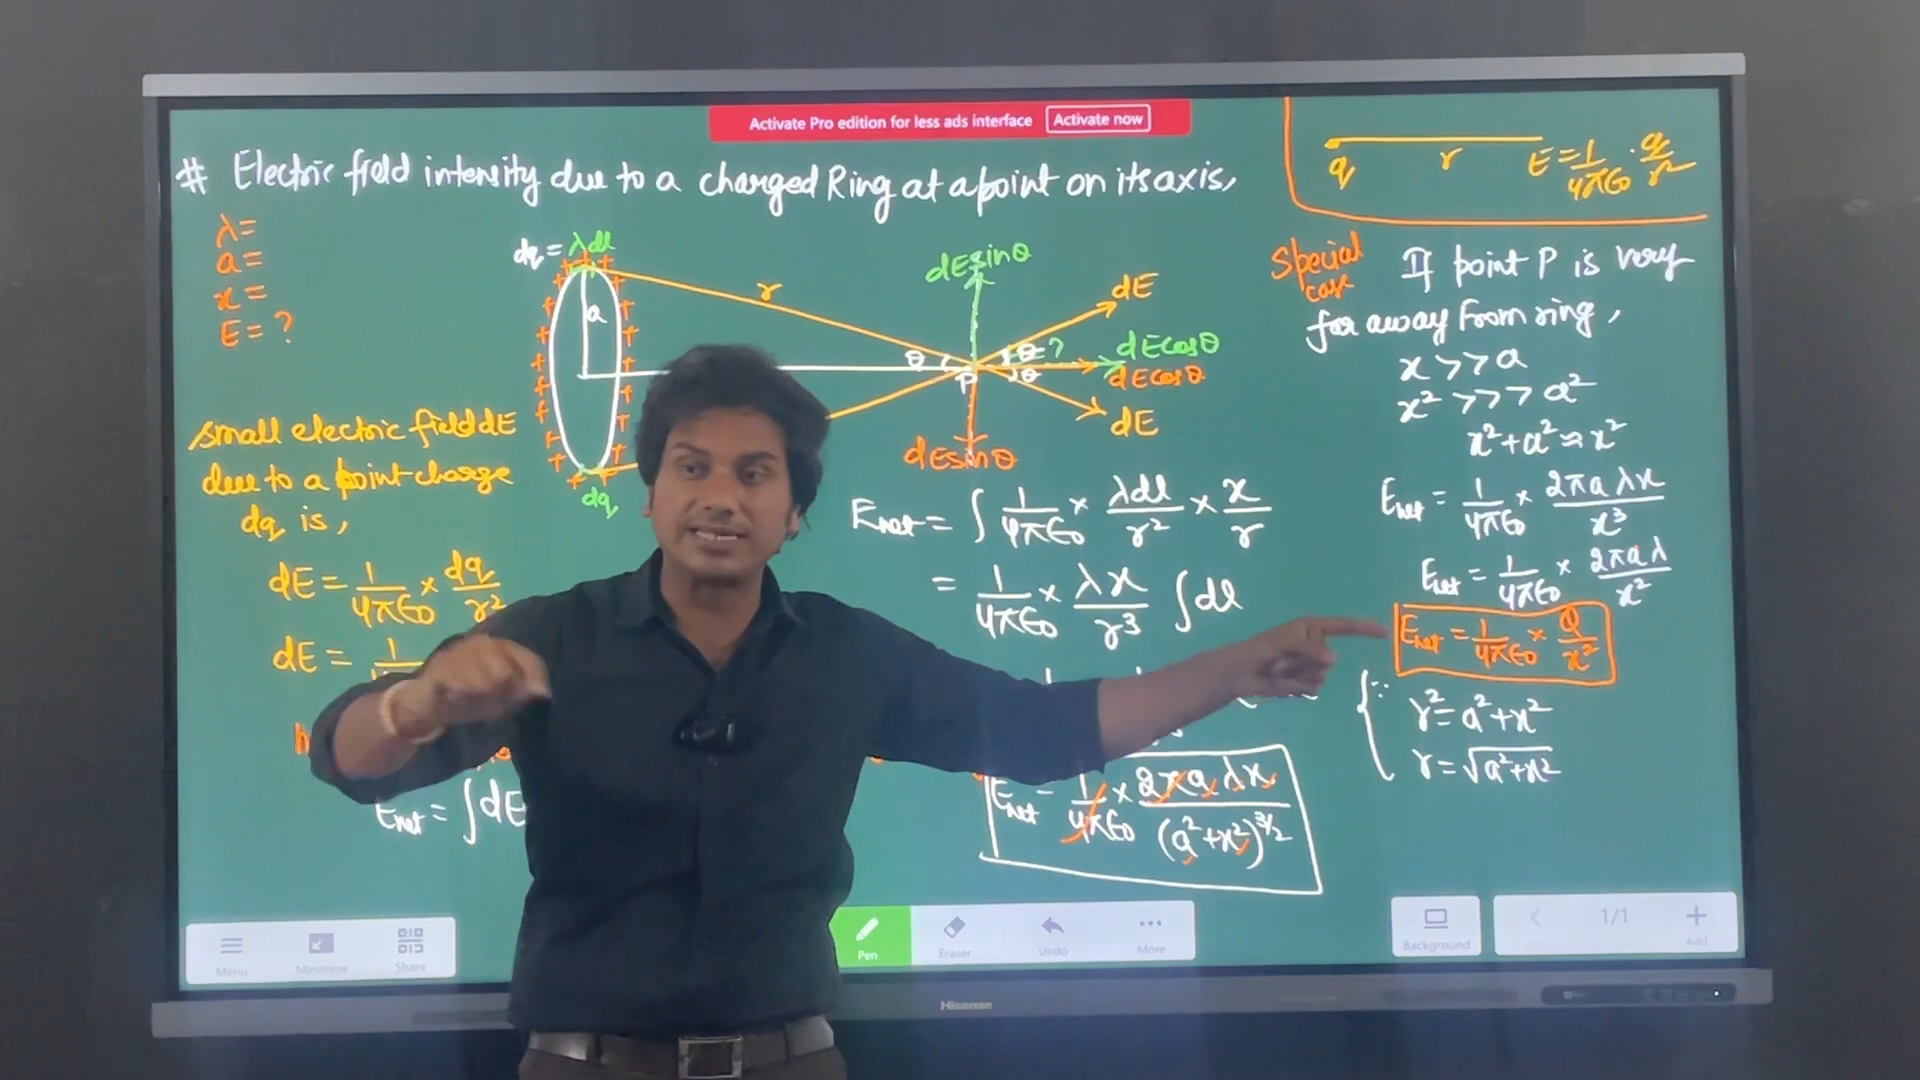 Activate Pro edition for less ads interface Activate now
# Electric field intensity due to a charged Ring at a point on its axis,
q r E = 1/4πε0 · q/r²
λ =
a =
x =
E = ?
dq = λdl
a
r
dq
θ
P
θ = ?
θ
dEsinθ
dE
dEcosθ
dEcosθ
dE
dEsinθ
small electric field dE
due to a point charge
dq is,
dE = 1/4πε0 × dq/r²
dE = 1
Enet = ∫dE
Enet = ∫ 1/4πε0 × λdl/r² × x/r
= 1/4πε0 × λx/r³ ∫dl
Enet = 1/4πε0 × 2πaλx/(a²+x²)^3/2
Special case
If point P is very
far away from ring,
x >> a
x² >>> a²
x²+a² ≈ x²
Enet = 1/4πε0 × 2πaλx/x³
Enet = 1/4πε0 × 2πaλ/x²
Enet = 1/4πε0 × Q/x²
{∵ r² = a²+x²
r = √a²+x²
Menu Minimize Share
Pen Eraser Undo More
Background 1/1 Add
Hisense